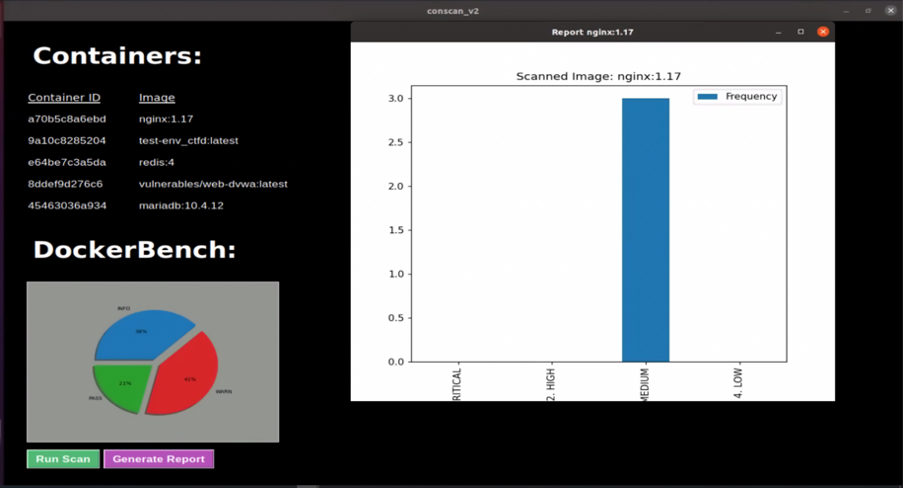 conscan_v2
Containers:
Container ID Image
a70b5c8a6ebd nginx:1.17
9a10c8285204 test-env_ctfd:latest
e64be7c3a5da redis:4
8ddef9d276c6 vulnerables/web-dvwa:latest
45463036a934 mariadb:10.4.12
DockerBench:
INFO
38%
21%
41%
PASS
WARN
Run Scan Generate Report
Report nginx:1.17
Scanned Image: nginx:1.17
Frequency
3.0
2.5
2.0
1.5
1.0
0.5
0.0
RITICAL
2. HIGH
MEDIUM
4. LOW